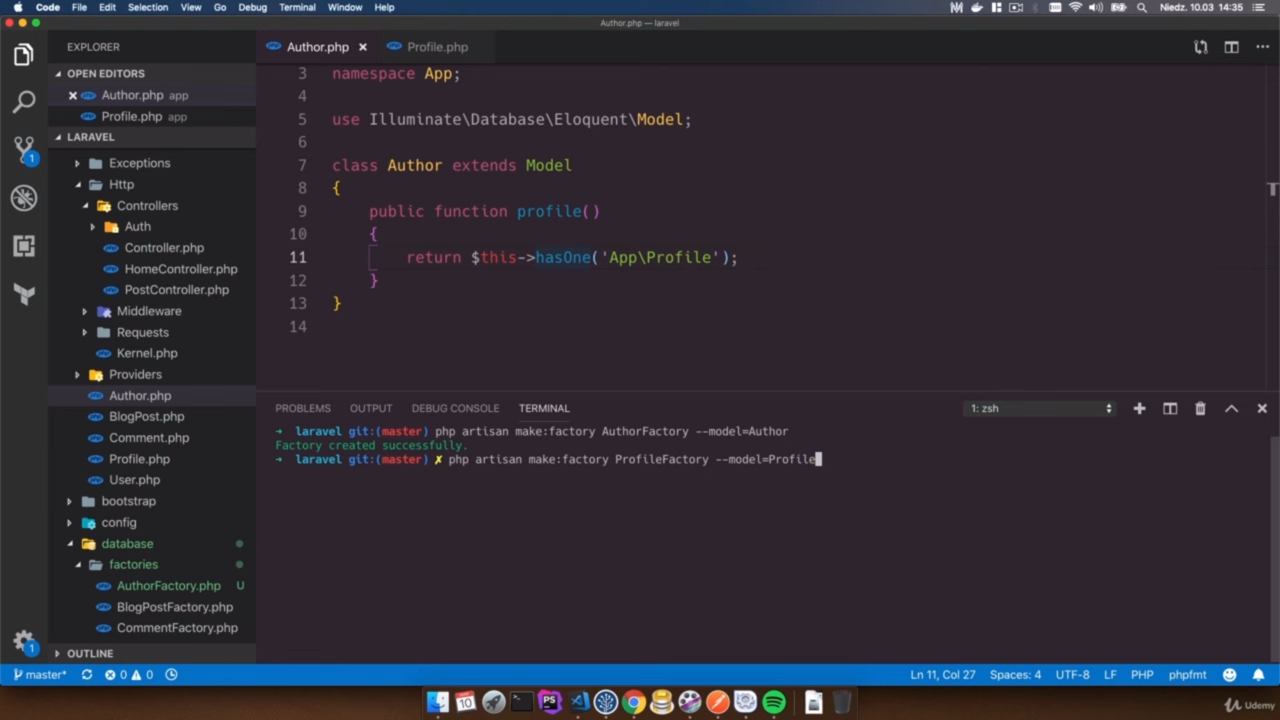 Code File Edit Selection View Go Debug Terminal Window Help
Niedz. 10.03 14:35
Author.php — laravel
EXPLORER
OPEN EDITORS
Author.php app
Profile.php app
LARAVEL
Exceptions
Http
Controllers
Auth
Controller.php
HomeController.php
PostController.php
Middleware
Requests
Kernel.php
Providers
Author.php
BlogPost.php
Comment.php
Profile.php
User.php
bootstrap
config
database
factories
AuthorFactory.php U
BlogPostFactory.php
CommentFactory.php
OUTLINE
1
1
Author.php Profile.php
3 namespace App;
4
5 use Illuminate\Database\Eloquent\Model;
6
7 class Author extends Model
8 {
9 public function profile()
10 {
11 return $this->hasOne('App\Profile');
12 }
13 }
14
PROBLEMS OUTPUT DEBUG CONSOLE TERMINAL 1: zsh
➜ laravel git:(master) php artisan make:factory AuthorFactory --model=Author
Factory created successfully.
➜ laravel git:(master) ✗ php artisan make:factory ProfileFactory --model=Profile
master* 0 0 Ln 11, Col 27 Spaces: 4 UTF-8 LF PHP phpfmt
10 PS
Udemy